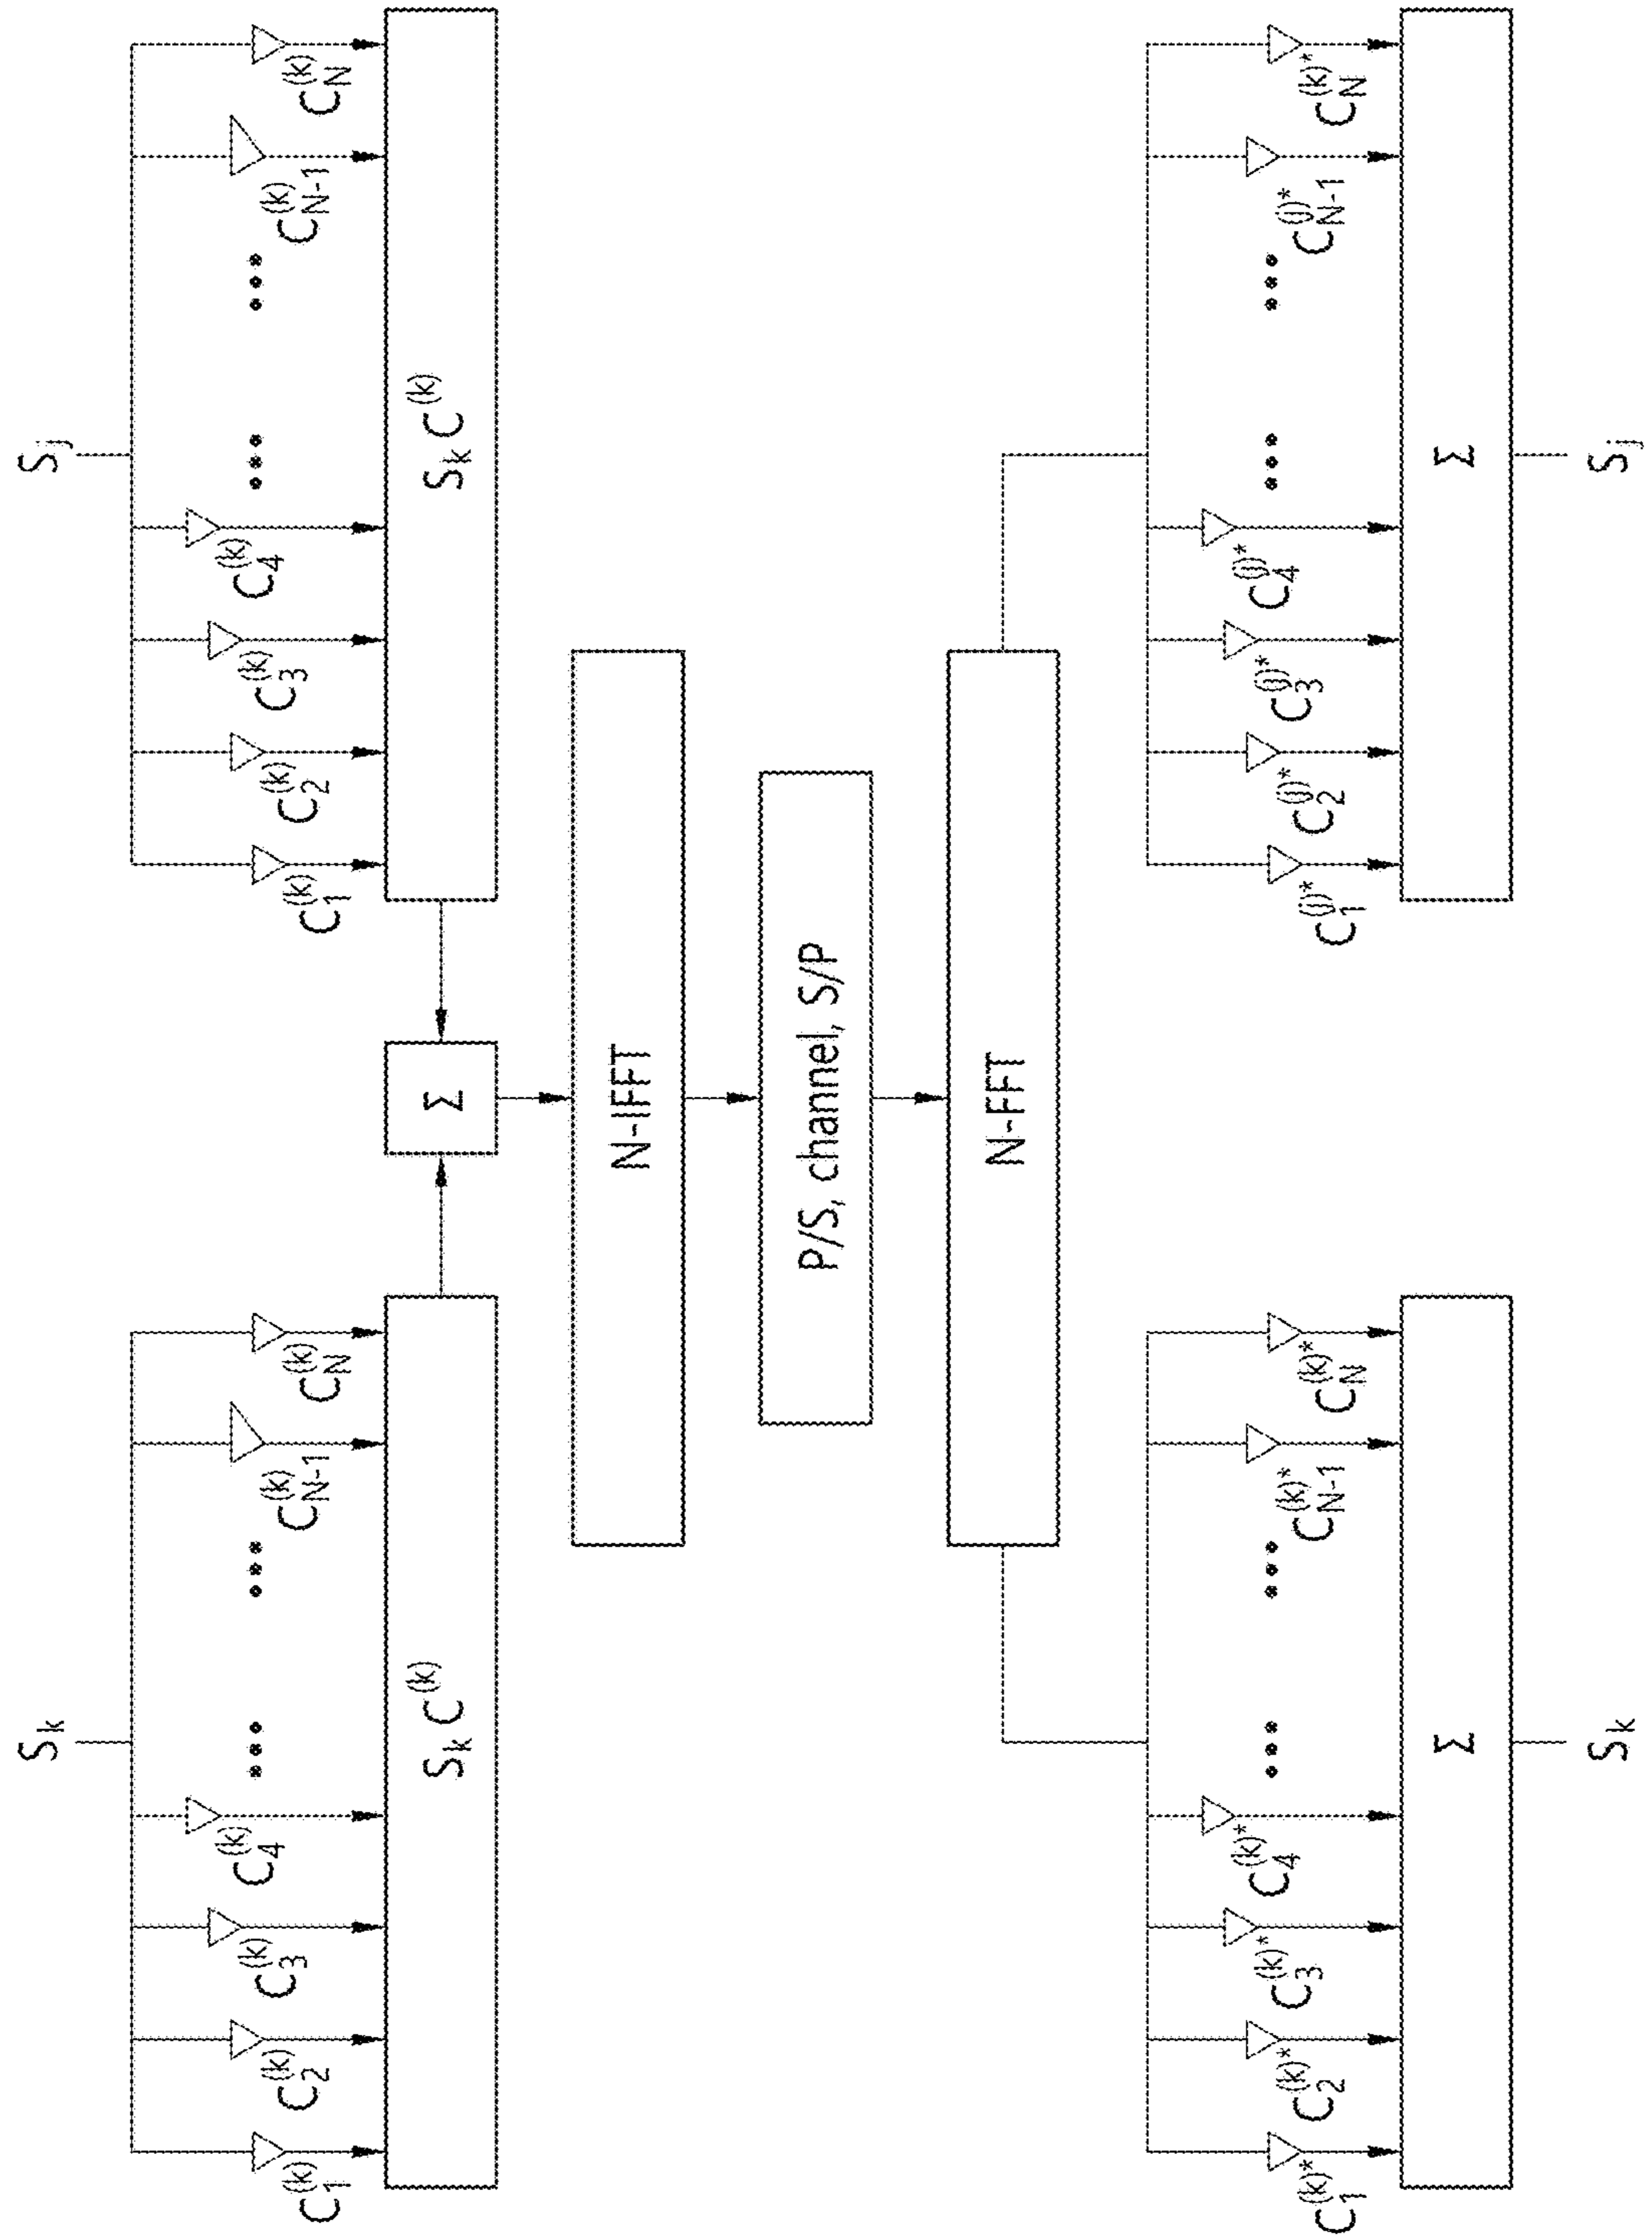 S_k
S_j
C_1^(k) C_2^(k) C_3^(k) C_4^(k) ••• ••• C_{N-1}^(k) C_N^(k)
C_1^(k) C_2^(k) C_3^(k) C_4^(k) ••• ••• C_{N-1}^(k) C_N^(k)
S_k C^(k)
Σ
S_k C^(k)
N-IFFT
P/S, channel, S/P
N-FFT
C_1^(k)* C_2^(k)* C_3^(k)* C_4^(k)* ••• ••• C_{N-1}^(k)* C_N^(k)*
C_1^(j)* C_2^(j)* C_3^(j)* C_4^(j)* ••• ••• C_{N-1}^(j)* C_N^(k)*
Σ
Σ
S_k
S_j